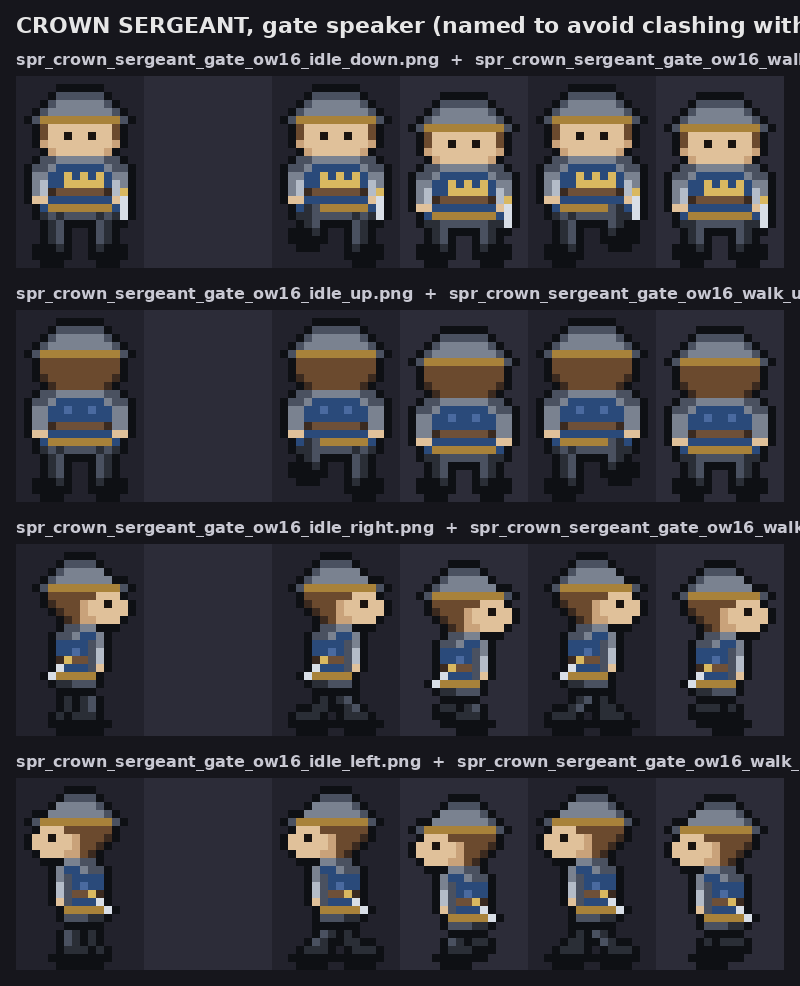 CROWN SERGEANT, gate speaker (named to avoid clashing with
spr_crown_sergeant_gate_ow16_idle_down.png + spr_crown_sergeant_gate_ow16_walk
spr_crown_sergeant_gate_ow16_idle_up.png + spr_crown_sergeant_gate_ow16_walk_u
spr_crown_sergeant_gate_ow16_idle_right.png + spr_crown_sergeant_gate_ow16_walk
spr_crown_sergeant_gate_ow16_idle_left.png + spr_crown_sergeant_gate_ow16_walk_